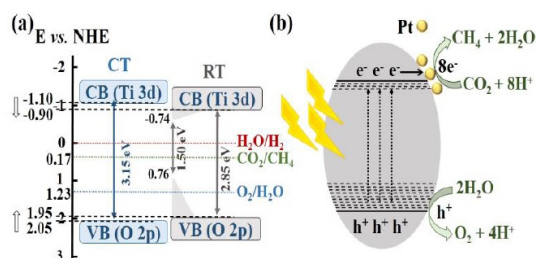 (a)
E vs. NHE
CT
RT
-2
-1
0
1
2
3
-1.10
-0.90
0.17
1.23
1.95
2.05
CB (Ti 3d)
CB (Ti 3d)
-0.74
0.76
3.15 eV
1.50 eV
2.85 eV
H₂O/H₂
CO₂/CH₄
O₂/H₂O
VB (O 2p)
VB (O 2p)
(b)
Pt
CH₄ + 2H₂O
e⁻ e⁻ e⁻
8e⁻
CO₂ + 8H⁺
2H₂O
h⁺ h⁺ h⁺
h⁺
O₂ + 4H⁺